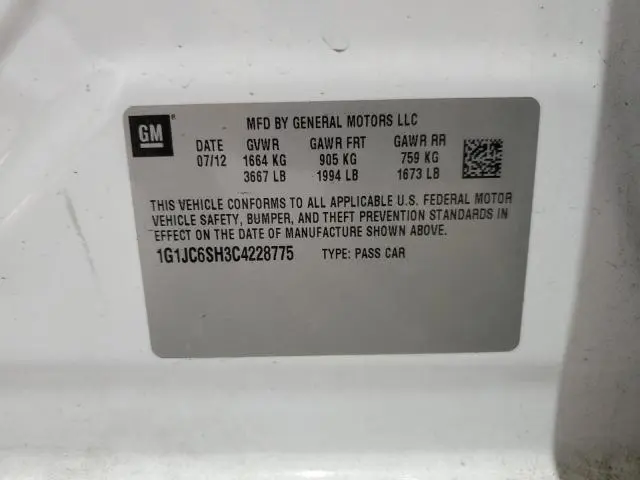 GM ®
MFD BY GENERAL MOTORS LLC
DATE GVWR GAWR FRT GAWR RR
07/12 1664 KG 905 KG 759 KG
3667 LB 1994 LB 1673 LB
THIS VEHICLE CONFORMS TO ALL APPLICABLE U.S. FEDERAL MOTOR
VEHICLE SAFETY, BUMPER, AND THEFT PREVENTION STANDARDS IN
EFFECT ON THE DATE OF MANUFACTURE SHOWN ABOVE.
1G1JC6SH3C4228775 TYPE: PASS CAR